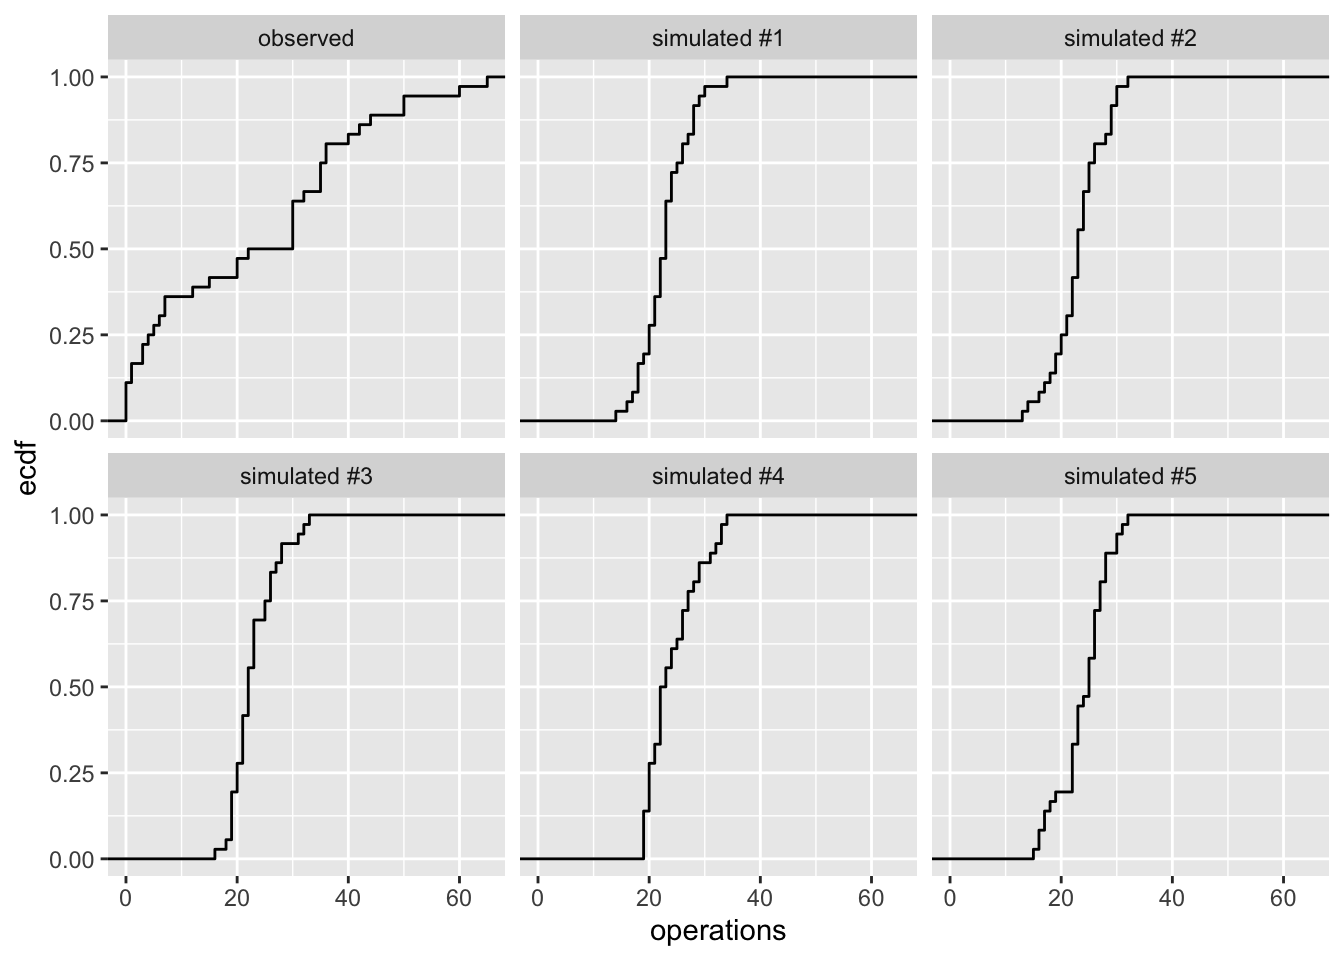 observed
simulated #1
simulated #2
1.00
0.75
0.50
0.25
0.00
ecdf
simulated #3
simulated #4
simulated #5
1.00
0.75
0.50
0.25
0.00
0 20 40 60
0 20 40 60
0 20 40 60
operations